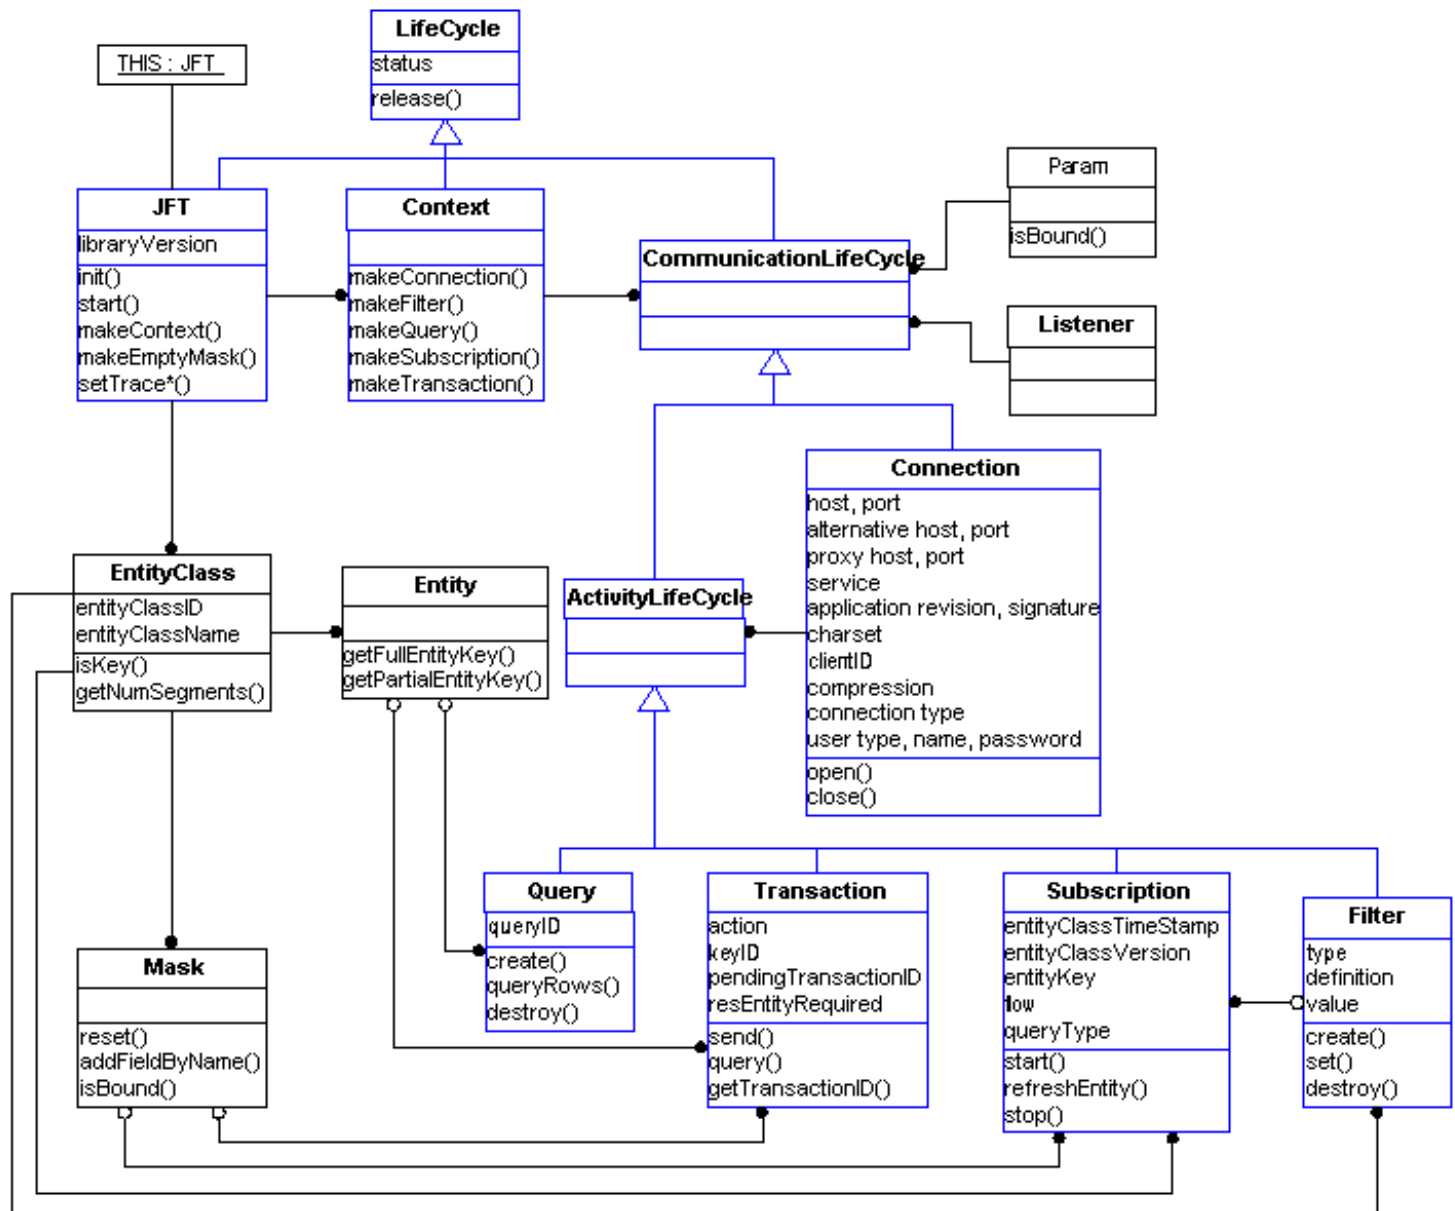 LifeCycle
status
release()
THIS : JFT
JFT
libraryVersion
init()
start()
makeContext()
makeEmptyMask()
setTrace*()
Context
makeConnection()
makeFilter()
makeQuery()
makeSubscription()
makeTransaction()
CommunicationLifeCycle
Param
isBound()
Listener
Connection
host, port
alternative host, port
proxy host, port
service
application revision, signature
charset
clientID
compression
connection type
user type, name, password
open()
close()
EntityClass
entityClassID
entityClassName
isKey()
getNumSegments()
Entity
getFullEntityKey()
getPartialEntityKey()
ActivityLifeCycle
Query
queryID
create()
queryRows()
destroy()
Transaction
action
keyID
pendingTransactionID
resEntityRequired
send()
query()
getTransactionID()
Subscription
entityClassTimeStamp
entityClassVersion
entityKey
flow
queryType
start()
refreshEntity()
stop()
Filter
type
definition
value
create()
set()
destroy()
Mask
reset()
addFieldByName()
isBound()